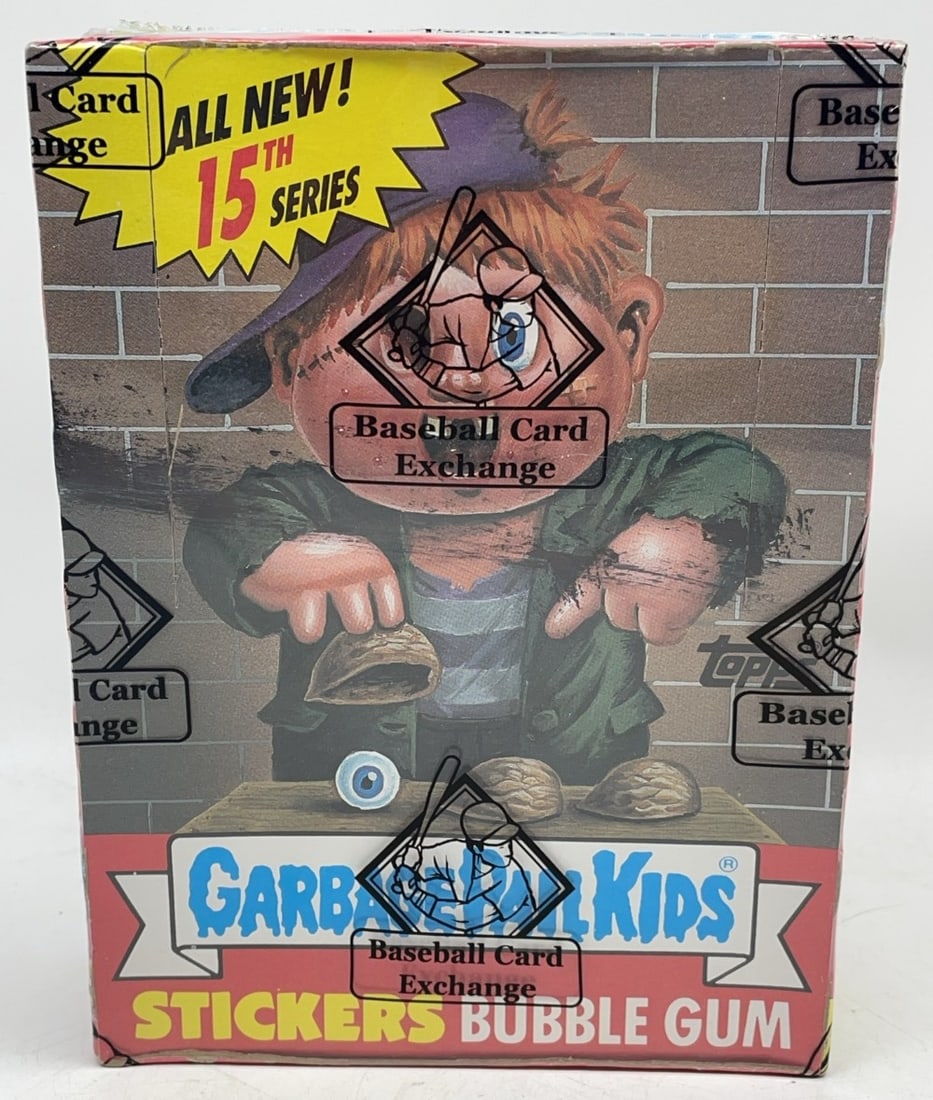 l Card
ange
ALL NEW!
15TH
SERIES
Base
Ex
Baseball Card
Exchange
topps
l Card
nge
Base
Ex
GARBAGE PAIL KIDS®
Baseball Card
Exchange
STICKERS BUBBLE GUM